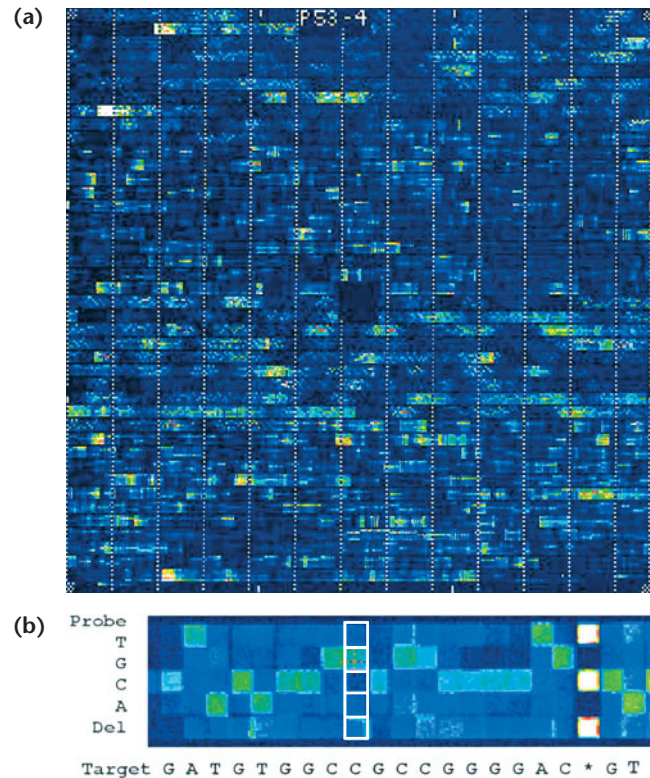 (a)
P53-4
(b)
Probe
T
G
C
A
Del
Target G A T G T G G C C G C C G G G G A C * G T